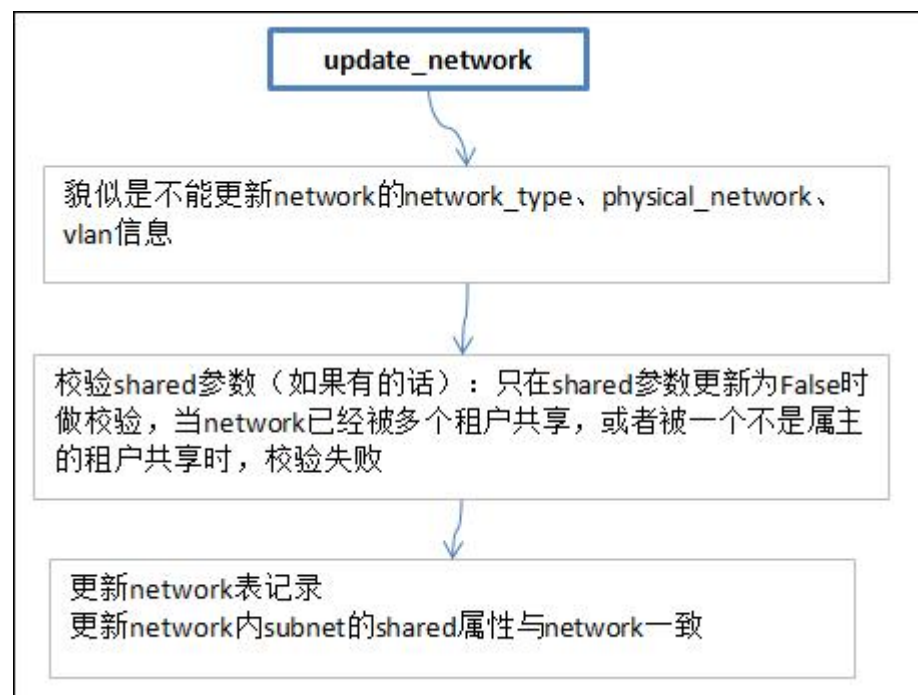 update_network
貌似是不能更新network的network_type、physical_network、
vlan信息
校验shared参数（如果有的话）：只在shared参数更新为False时
做校验，当network已经被多个租户共享，或者被一个不是属主
的租户共享时，校验失败
更新network表记录
更新network内subnet的shared属性与network一致